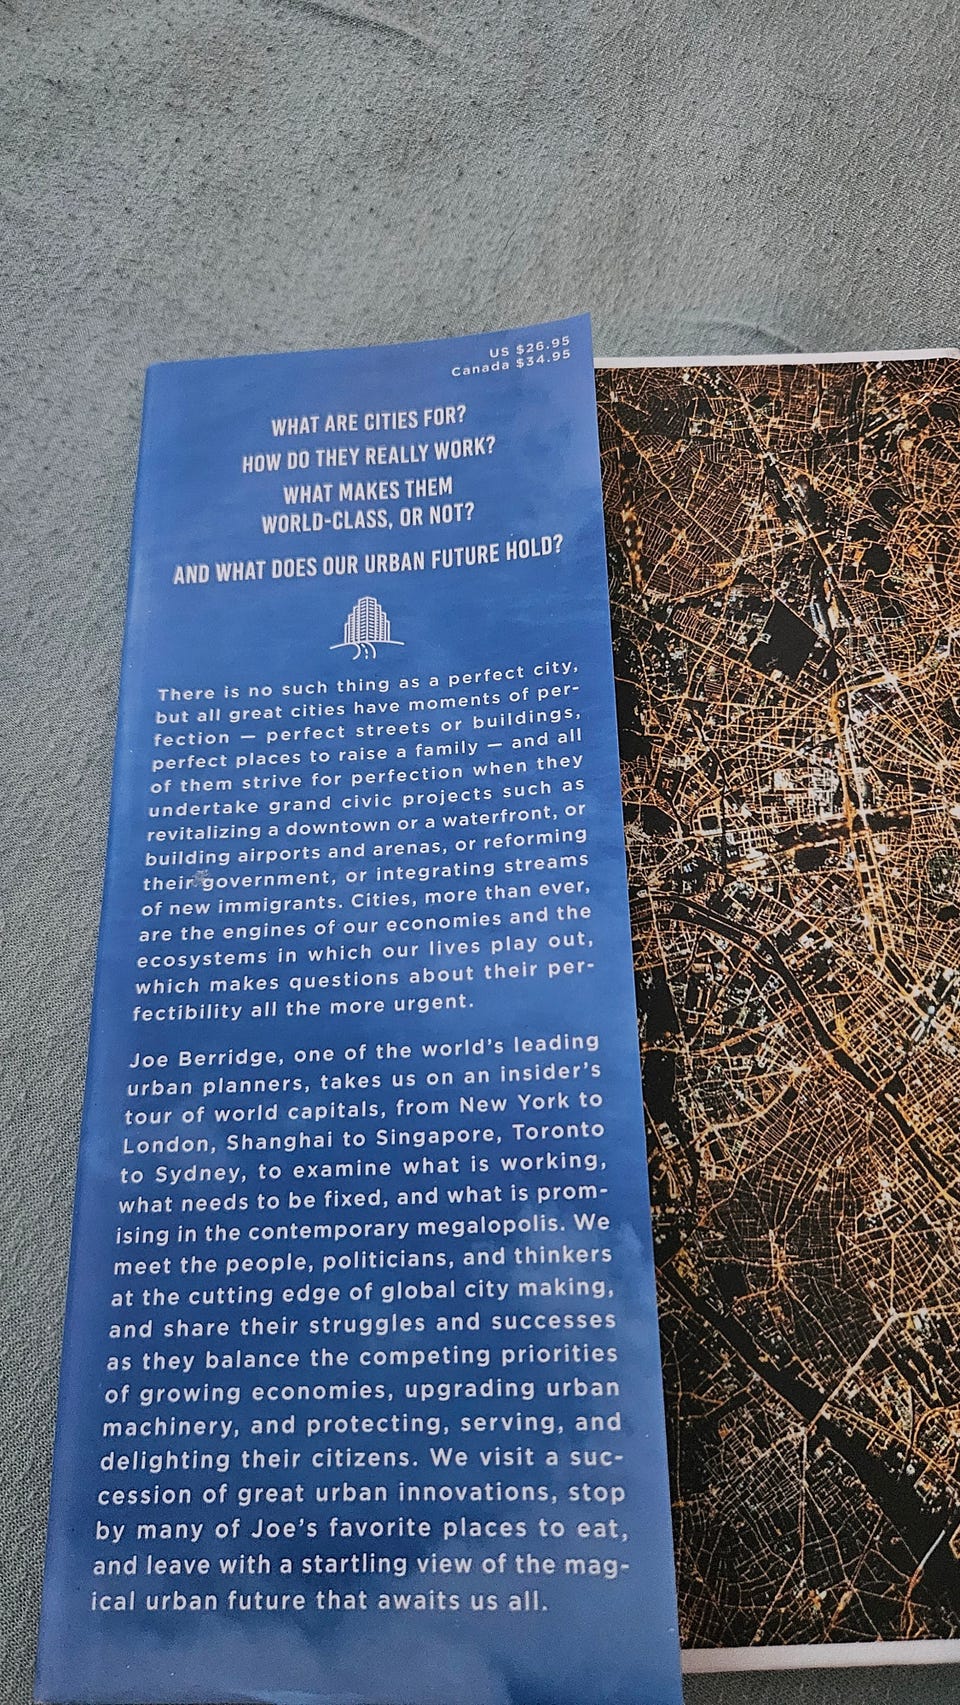 US $26.95
Canada $34.95
WHAT ARE CITIES FOR?
HOW DO THEY REALLY WORK?
WHAT MAKES THEM
WORLD-CLASS, OR NOT?
AND WHAT DOES OUR URBAN FUTURE HOLD?
There is no such thing as a perfect city,
but all great cities have moments of per-
fection — perfect streets or buildings,
perfect places to raise a family — and all
of them strive for perfection when they
undertake grand civic projects such as
revitalizing a downtown or a waterfront, or
building airports and arenas, or reforming
their government, or integrating streams
of new immigrants. Cities, more than ever,
are the engines of our economies and the
ecosystems in which our lives play out,
which makes questions about their per-
fectibility all the more urgent.
Joe Berridge, one of the world's leading
urban planners, takes us on an insider's
tour of world capitals, from New York to
London, Shanghai to Singapore, Toronto
to Sydney, to examine what is working,
what needs to be fixed, and what is prom-
ising in the contemporary megalopolis. We
meet the people, politicians, and thinkers
at the cutting edge of global city making,
and share their struggles and successes
as they balance the competing priorities
of growing economies, upgrading urban
machinery, and protecting, serving, and
delighting their citizens. We visit a suc-
cession of great urban innovations, stop
by many of Joe's favorite places to eat,
and leave with a startling view of the mag-
ical urban future that awaits us all.